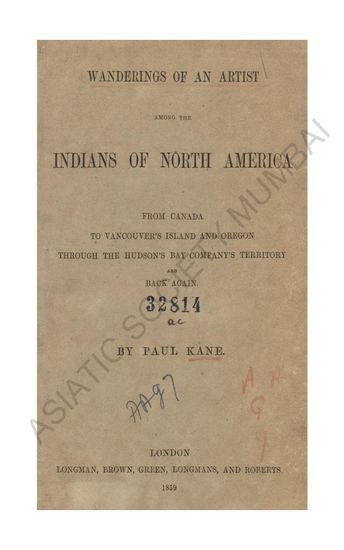 WANDERINGS OF AN ARTIST
AMONG THE
INDIANS OF NORTH AMERICA
FROM CANADA
TO VANCOUVER'S ISLAND AND OREGON
THROUGH THE HUDSON'S BAY COMPANY'S TERRITORY
AND
BACK AGAIN.
32814
ac
BY PAUL KANE.
LONDON
LONGMAN, BROWN, GREEN, LONGMANS, AND ROBERTS
1859
ASIATIC SOCIETY MUMBAI